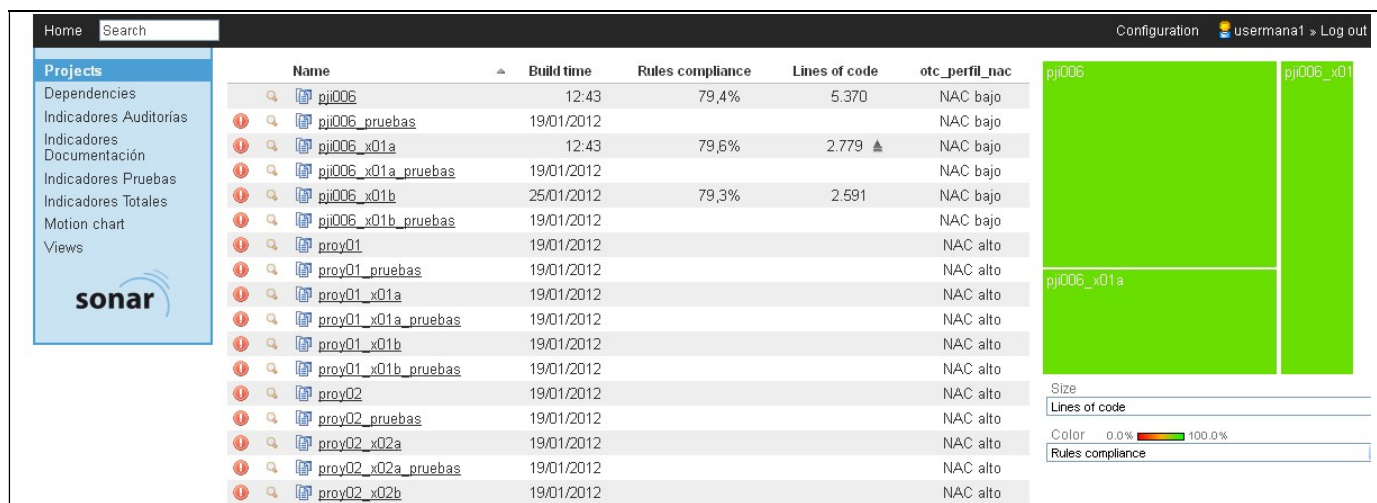 Home Search Configuration usermana1 » Log out
Projects
Dependencies
Indicadores Auditorías
Indicadores
Documentación
Indicadores Pruebas
Indicadores Totales
Motion chart
Views
sonar
Name Build time Rules compliance Lines of code otc_perfil_nac
pji006 12:43 79,4% 5.370 NAC bajo
pji006_pruebas 19/01/2012 NAC bajo
pji006_x01a 12:43 79,6% 2.779 NAC bajo
pji006_x01a_pruebas 19/01/2012 NAC bajo
pji006_x01b 25/01/2012 79,3% 2.591 NAC bajo
pji006_x01b_pruebas 19/01/2012 NAC bajo
proy01 19/01/2012 NAC alto
proy01_pruebas 19/01/2012 NAC alto
proy01_x01a 19/01/2012 NAC alto
proy01_x01a_pruebas 19/01/2012 NAC alto
proy01_x01b 19/01/2012 NAC alto
proy01_x01b_pruebas 19/01/2012 NAC alto
proy02 19/01/2012 NAC alto
proy02_pruebas 19/01/2012 NAC alto
proy02_x02a 19/01/2012 NAC alto
proy02_x02a_pruebas 19/01/2012 NAC alto
proy02_x02b 19/01/2012 NAC alto
pji006 pji006_x01
pji006_x01a
Size
Lines of code
Color 0.0% 100.0%
Rules compliance